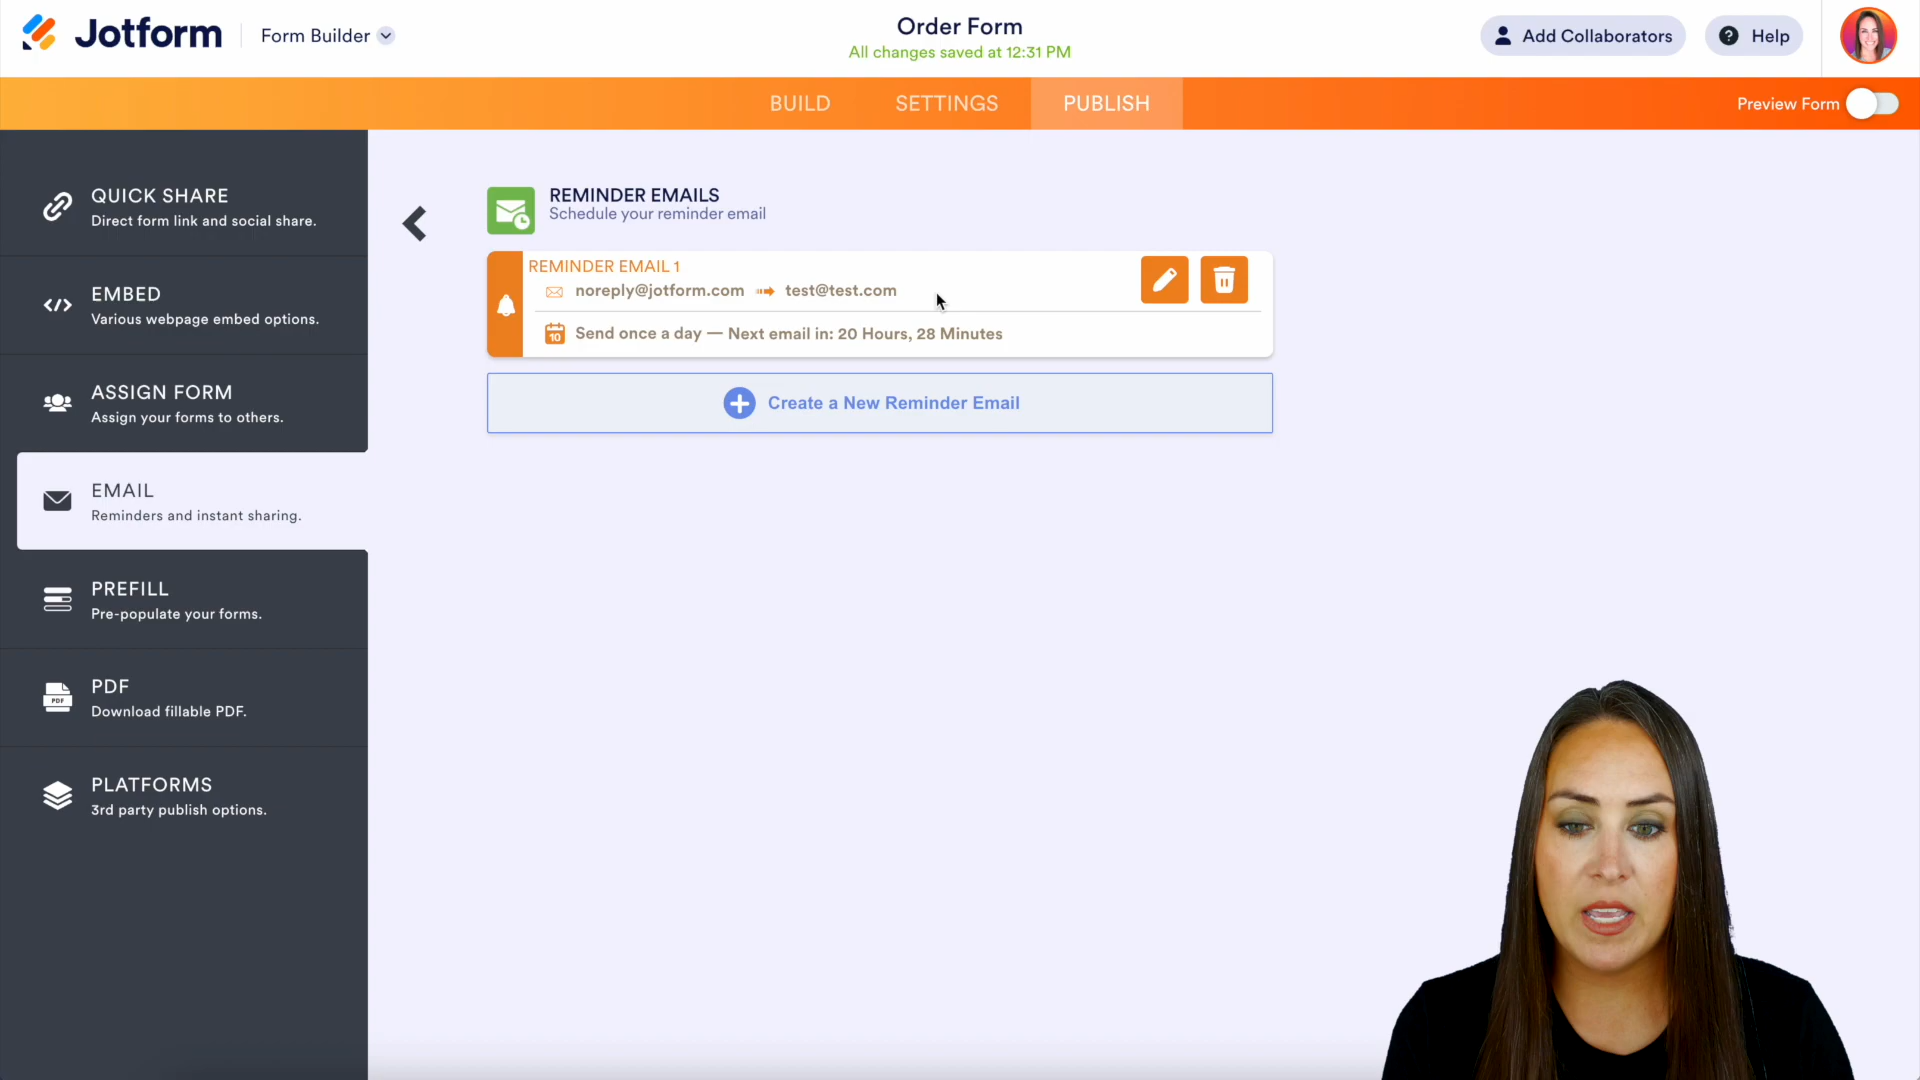 Jotform
Form Builder
Order Form
All changes saved at 12:31 PM
Add Collaborators
Help
BUILD
SETTINGS
PUBLISH
Preview Form
QUICK SHARE
Direct form link and social share.
EMBED
Various webpage embed options.
ASSIGN FORM
Assign your forms to others.
EMAIL
Reminders and instant sharing.
PREFILL
Pre-populate your forms.
PDF
PDF
Download fillable PDF.
PLATFORMS
3rd party publish options.
REMINDER EMAILS
Schedule your reminder email
REMINDER EMAIL 1
noreply@jotform.com test@test.com
10 Send once a day — Next email in: 20 Hours, 28 Minutes
Create a New Reminder Email